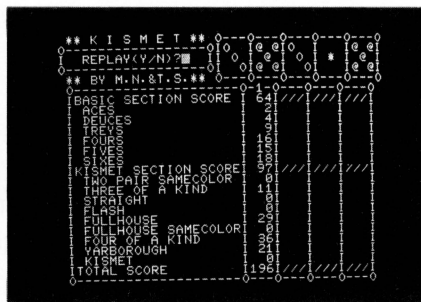 ** K I S M E T **
REPLAY(Y/N)?
** BY M.N.&T.S.**
1
BASIC SECTION SCORE 64 /// /// ///
ACES 2
DEUCES 4
TREYS 9
FOURS 16
FIVES 15
SIXES 18
KISMET SECTION SCORE 97 /// /// ///
TWO PAIR SAMECOLOR 0
THREE OF A KIND 11
STRAIGHT 0
FLASH 0
FULLHOUSE 29
FULLHOUSE SAMECOLOR 0
FOUR OF A KIND 36
YARBOROUGH 21
KISMET 0
TOTAL SCORE 196 /// /// ///